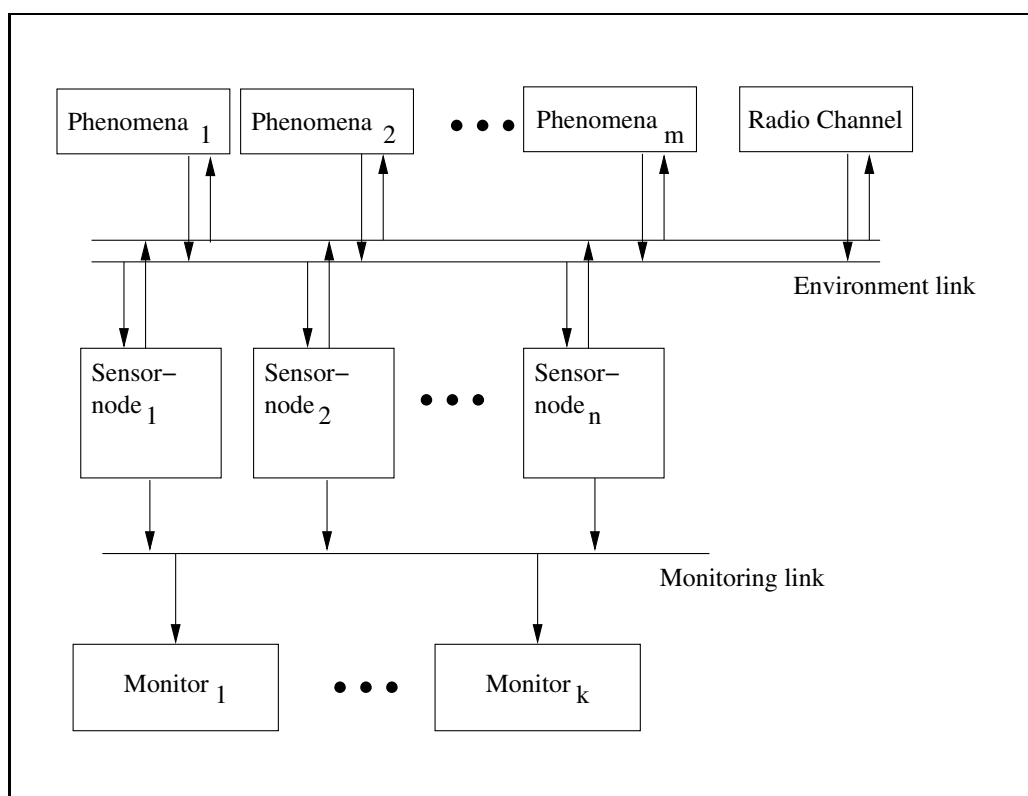 Phenomena 1
Phenomena 2
Phenomena m
Radio Channel
Environment link
Sensor-
node 1
Sensor-
node 2
Sensor-
node n
Monitoring link
Monitor 1
Monitor k